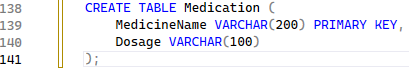 138 CREATE TABLE Medication (
139 MedicineName VARCHAR(200) PRIMARY KEY,
140 Dosage VARCHAR(100)
141 );